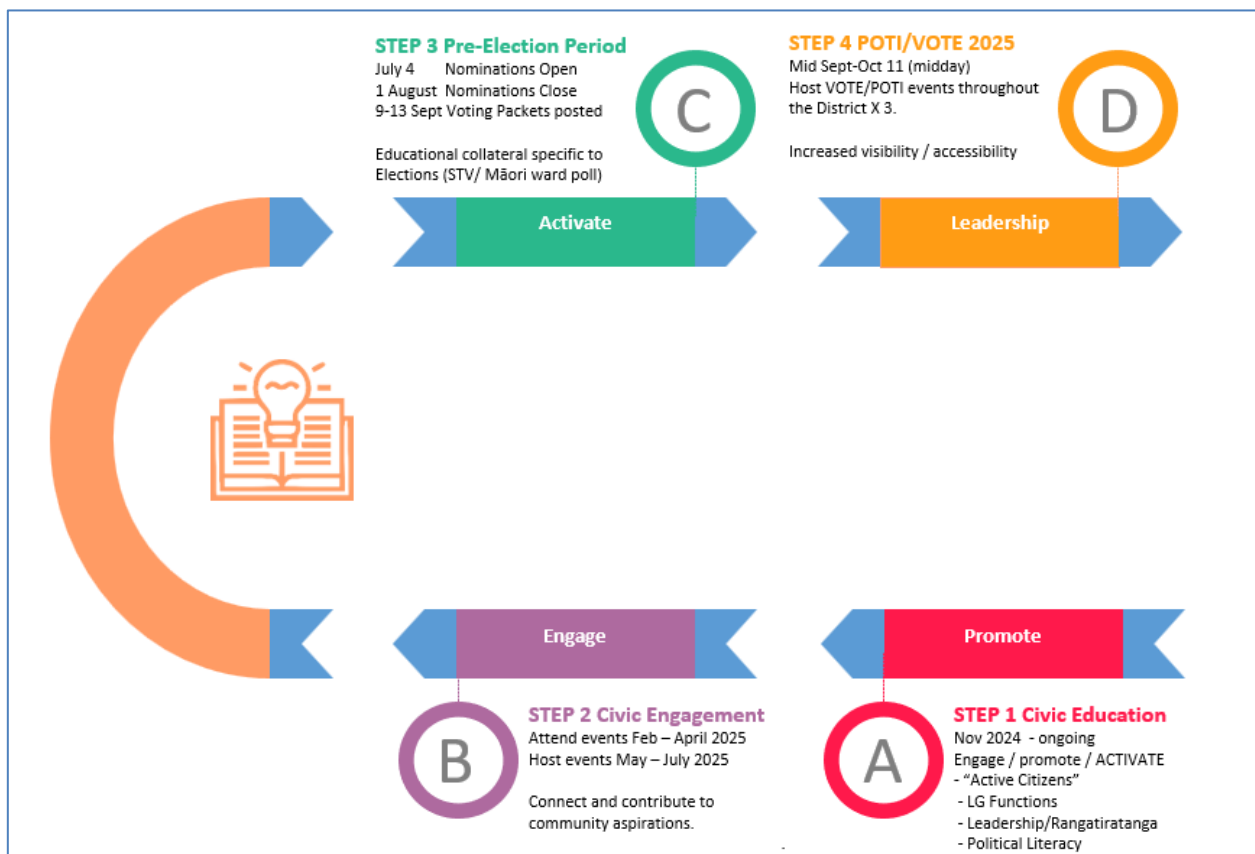 STEP 3 Pre-Election Period
July 4 Nominations Open
1 August Nominations Close
9-13 Sept Voting Packets posted
Educational collateral specific to
Elections (STV/ Māori ward poll)
C
STEP 4 POTI/VOTE 2025
Mid Sept-Oct 11 (midday)
Host VOTE/POTI events throughout
the District X 3.
Increased visibility / accessibility
D
Activate
Leadership
Engage
Promote
B
STEP 2 Civic Engagement
Attend events Feb – April 2025
Host events May – July 2025
Connect and contribute to
community aspirations.
A
STEP 1 Civic Education
Nov 2024 - ongoing
Engage / promote / ACTIVATE
- “Active Citizens”
- LG Functions
- Leadership/Rangatiratanga
- Political Literacy